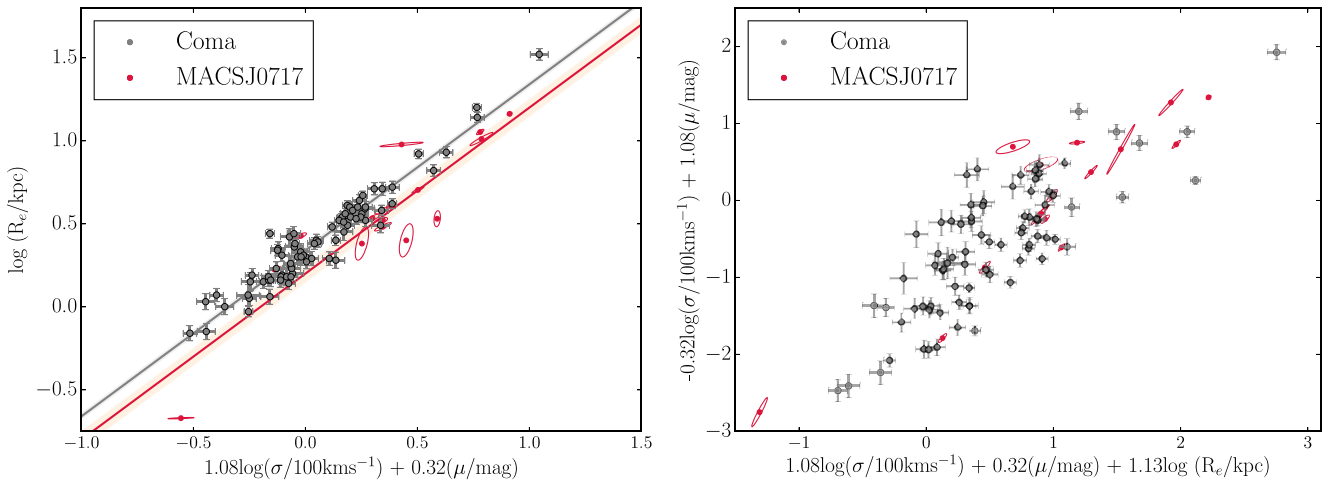 Coma
MACSJ0717
log (Rₑ/kpc)
1.5
1.0
0.5
0.0
−0.5
−1.0 −0.5 0.0 0.5 1.0 1.5
1.08log(σ/100kms⁻¹) + 0.32(μ/mag)
Coma
MACSJ0717
-0.32log(σ/100kms⁻¹) + 1.08(μ/mag)
2
1
0
−1
−2
−3
−1 0 1 2 3
1.08log(σ/100kms⁻¹) + 0.32(μ/mag) + 1.13log (Rₑ/kpc)